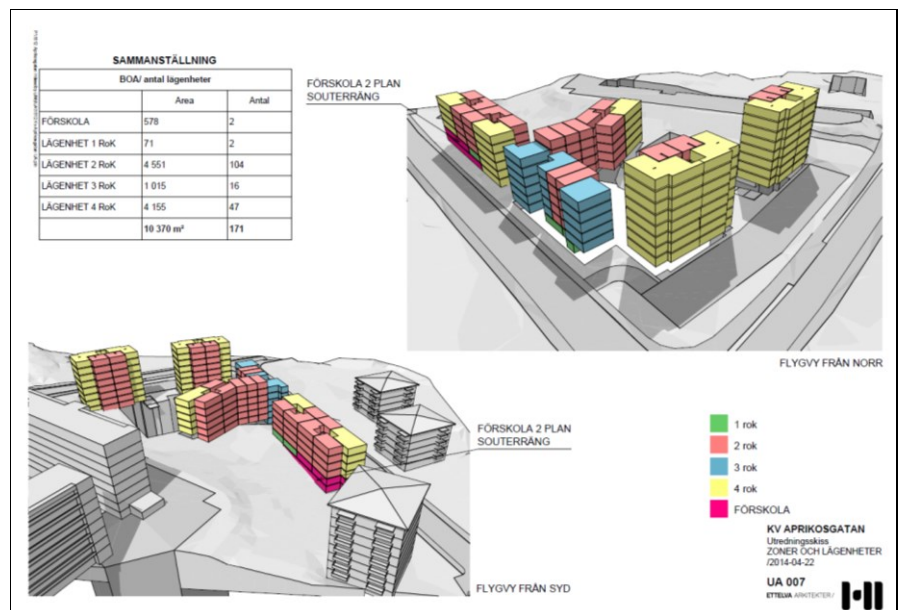 SAMMANSTÄLLNING
BOA/ antal lägenheter
Area Antal
FÖRSKOLA 578 2
LÄGENHET 1 RoK 71 2
LÄGENHET 2 RoK 4 551 104
LÄGENHET 3 RoK 1 015 16
LÄGENHET 4 RoK 4 155 47
10 370 m² 171
FÖRSKOLA 2 PLAN
SOUTERRÄNG
FLYGVY FRÅN NORR
FÖRSKOLA 2 PLAN
SOUTERRÄNG
FLYGVY FRÅN SYD
1 rok
2 rok
3 rok
4 rok
FÖRSKOLA
KV APRIKOSGATAN
Utredningsskiss
ZONER OCH LÄGENHETER
/2014-04-22
UA 007
ETTELVA ARKITEKTER /